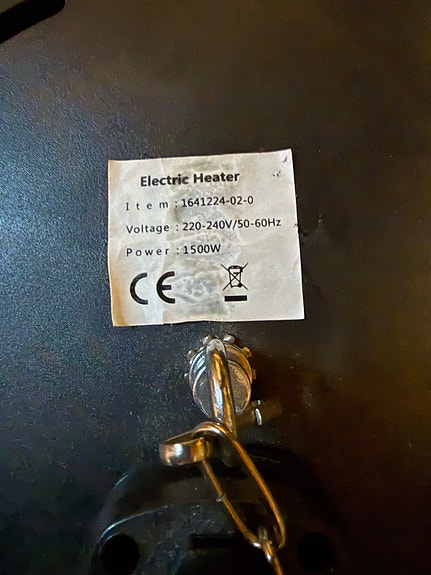 Electric Heater
Item : 1641224-02-0
Voltage : 220-240V/50-60Hz
Power : 1500W
CE